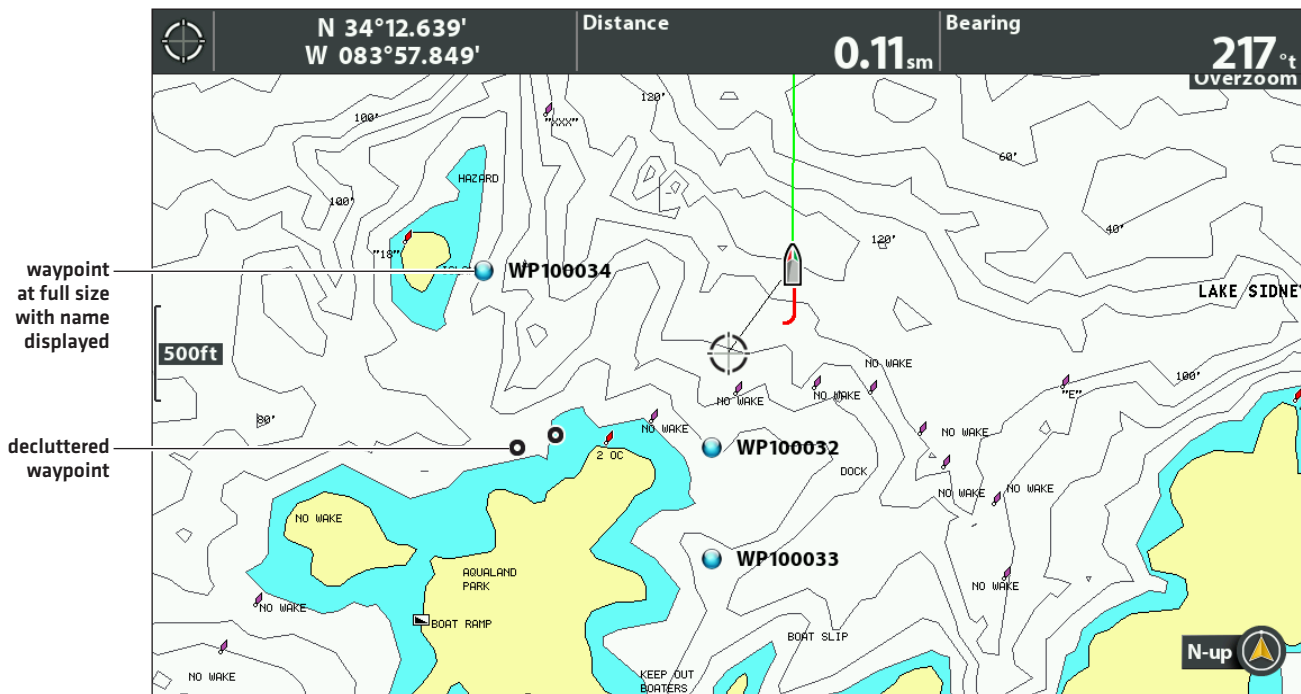 N 34°12.639'
W 083°57.849'
Distance
0.11sm
Bearing
217°t
Overzoom
120'
100'
"XXX"
60'
HAZARD
100'
40'
"18"
120'
waypoint
at full size
with name
displayed
WP100034
LAKE SIDNEY
500ft
NO WAKE
100'
"E"
NO WAKE
NO WAKE
80'
NO WAKE
NO WAKE
decluttered
waypoint
WP100032
2 OC
DOCK
NO WAKE
NO WAKE
NO WAKE
WP100033
AQUALAND
PARK
NO WAKE
NO WAKE
BOAT RAMP
BOAT SLIP
N-up
NO WAKE
KEEP OUT
BOATERS